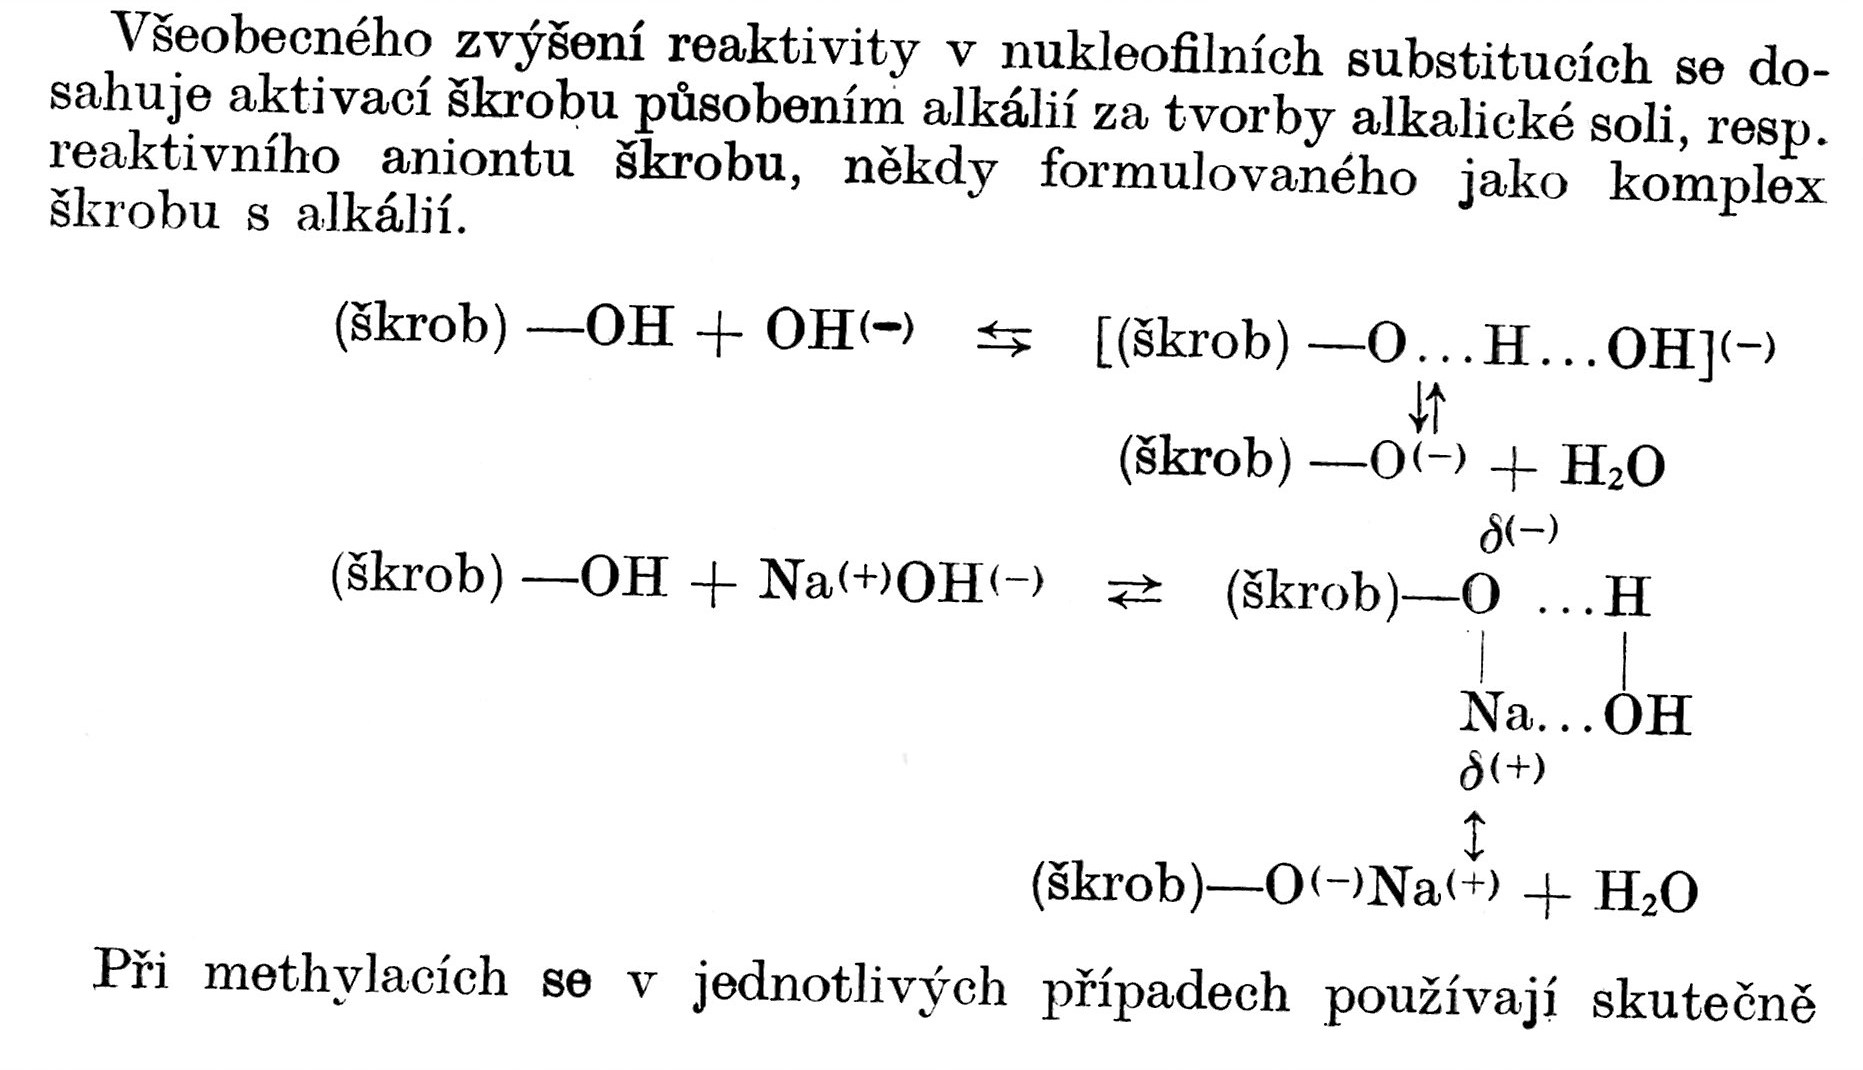 Všeobecného zvýšení reaktivity v nukleofilních substitucích se do-
sahuje aktivací škrobu působením alkálií za tvorby alkalické soli, resp.
reaktivního aniontu škrobu, někdy formulovaného jako komplex
škrobu s alkálií.
(škrob) —OH + OH(−) ⇆ [(škrob) —O...H...OH](−)
↓↑
(škrob) —O(−) + H₂O
δ(−)
(škrob) —OH + Na(+)OH(−) ⇄ (škrob)—O ...H
| |
Na...OH
δ(+)
↕
(škrob)—O(−)Na(+) + H₂O
Při methylacích se v jednotlivých případech používají skutečně